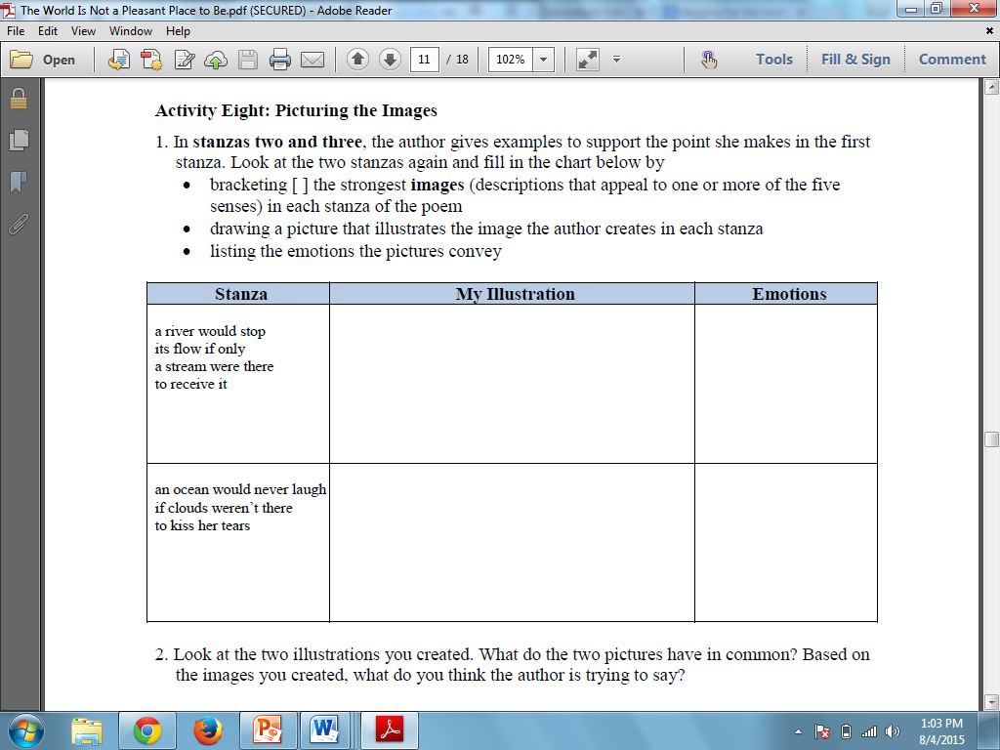 The World Is Not a Pleasant Place to Be.pdf (SECURED) - Adobe Reader
File Edit View Window Help
Open 11 / 18 102% Tools Fill & Sign Comment
Activity Eight: Picturing the Images
1. In stanzas two and three, the author gives examples to support the point she makes in the first
stanza. Look at the two stanzas again and fill in the chart below by
• bracketing [ ] the strongest images (descriptions that appeal to one or more of the five
senses) in each stanza of the poem
• drawing a picture that illustrates the image the author creates in each stanza
• listing the emotions the pictures convey
Stanza My Illustration Emotions
a river would stop
its flow if only
a stream were there
to receive it
an ocean would never laugh
if clouds weren't there
to kiss her tears
2. Look at the two illustrations you created. What do the two pictures have in common? Based on
the images you created, what do you think the author is trying to say?
1:03 PM
8/4/2015